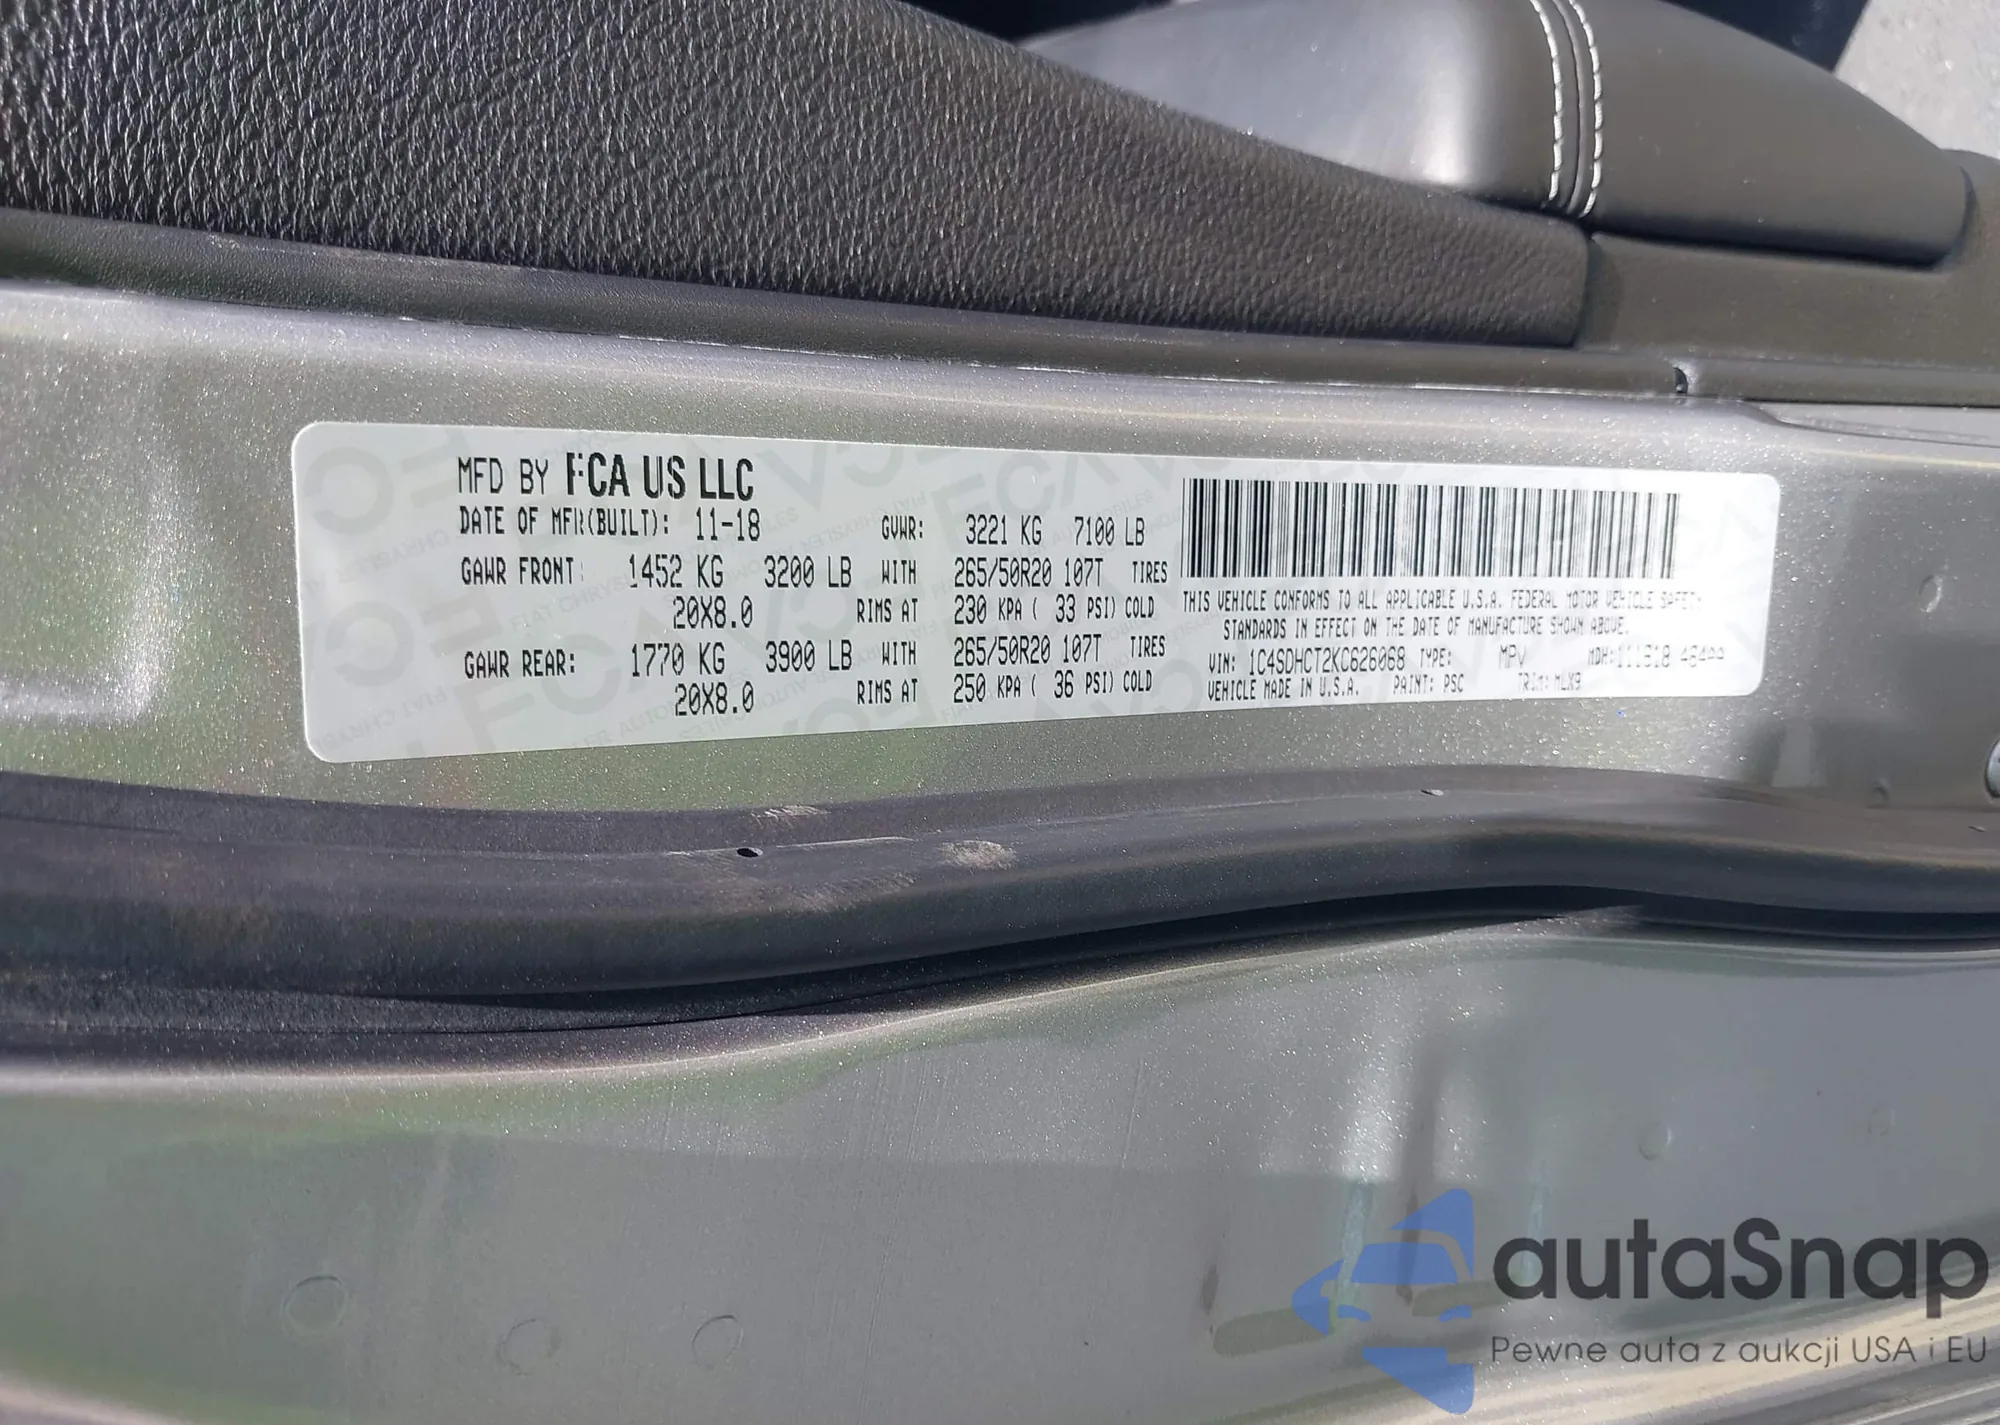 MFD BY FCA US LLC
DATE OF MFR(BUILT): 11-18 GVWR: 3221 KG 7100 LB
GAWR FRONT: 1452 KG 3200 LB WITH 265/50R20 107T TIRES
20X8.0 RIMS AT 230 KPA ( 33 PSI) COLD
GAWR REAR: 1770 KG 3900 LB WITH 265/50R20 107T TIRES
20X8.0 RIMS AT 250 KPA ( 36 PSI) COLD
THIS VEHICLE CONFORMS TO ALL APPLICABLE U.S.A. FEDERAL MOTOR VEHICLE SAFETY
STANDARDS IN EFFECT ON THE DATE OF MANUFACTURE SHOWN ABOVE.
VIN: 1C4SDHCT2KC626068 TYPE: MPV MDH:
VEHICLE MADE IN U.S.A. PAINT: PSC TRIM: MLX9
autaSnap
Pewne auta z aukcji USA i EU